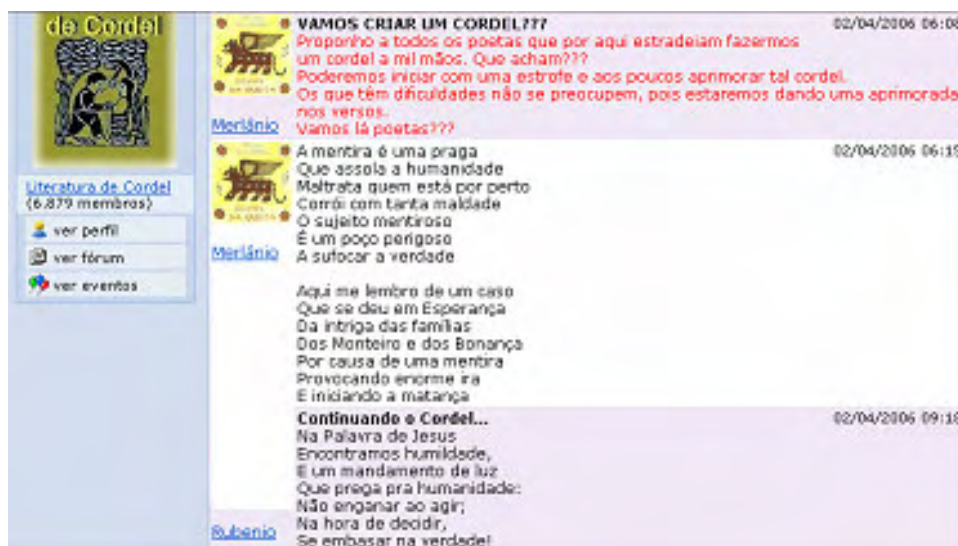 de Cordel
Literatura de Cordel
(6.879 membros)
ver perfil
ver fórum
ver eventos
VAMOS CRIAR UM CORDEL??? 02/04/2006 06:08
Proponho a todos os poetas que por aqui estradeiam fazermos
um cordel a mil mãos. Que acham???
Poderemos iniciar com uma estrofe e aos poucos aprimorar tal cordel.
Os que têm dificuldades não se preocupem, pois estaremos dando uma aprimorada
nos versos.
Merlânio Vamos lá poetas???
A mentira é uma praga 02/04/2006 06:15
Que assola a humanidade
Maltrata quem está por perto
Corrói com tanta maldade
O sujeito mentiroso
É um poço perigoso
Merlânio A sufocar a verdade
Aqui me lembro de um caso
Que se deu em Esperança
Da intriga das famílias
Dos Monteiro e dos Bonança
Por causa de uma mentira
Provocando enorme ira
E iniciando a matança
Continuando o Cordel... 02/04/2006 09:18
Na Palavra de Jesus
Encontramos humildade,
E um mandamento de luz
Que prega pra humanidade:
Não enganar ao agir;
Rubenio Na hora de decidir,
Se embasar na verdade!